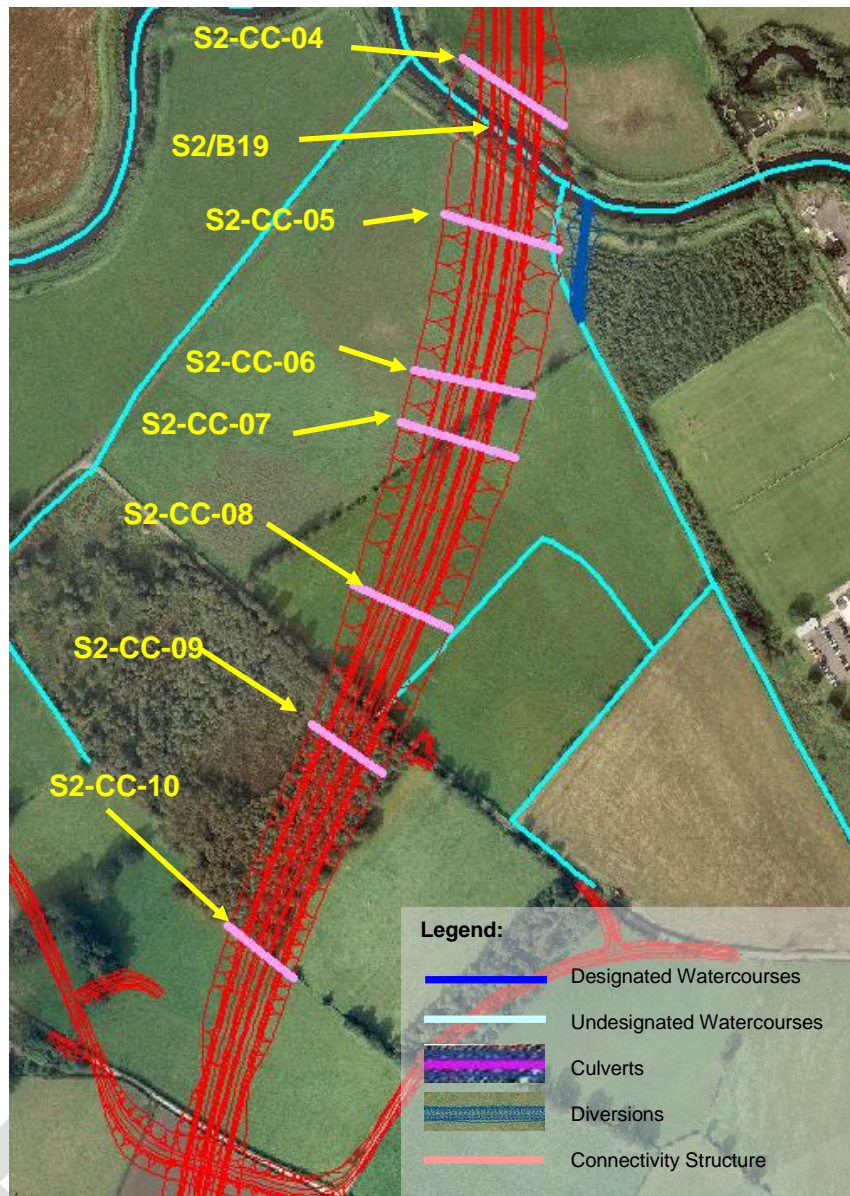 S2-CC-04
S2/B19
S2-CC-05
S2-CC-06
S2-CC-07
S2-CC-08
S2-CC-09
S2-CC-10
Legend:
Designated Watercourses
Undesignated Watercourses
Culverts
Diversions
Connectivity Structure